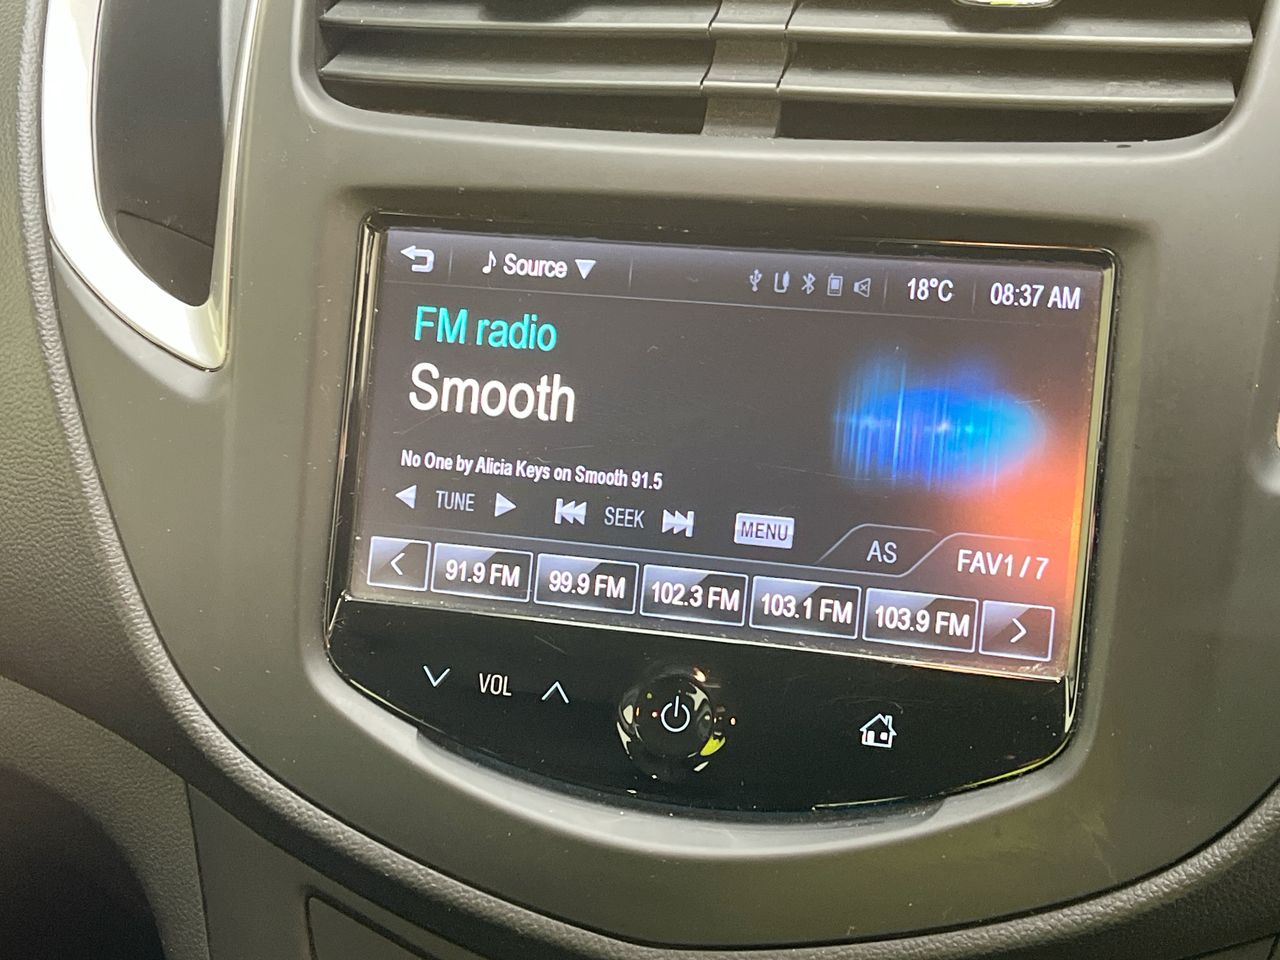 Source
18°C
08:37 AM
FM radio
Smooth
No One by Alicia Keys on Smooth 91.5
TUNE
SEEK
MENU
AS
FAV1 / 7
91.9 FM
99.9 FM
102.3 FM
103.1 FM
103.9 FM
VOL